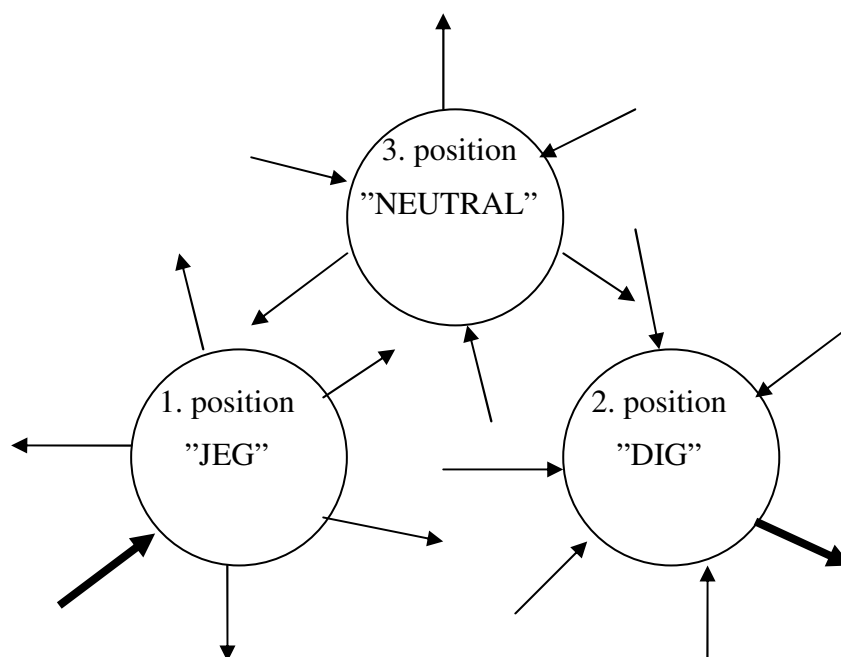 3. position
”NEUTRAL”
1. position
”JEG”
2. position
”DIG”